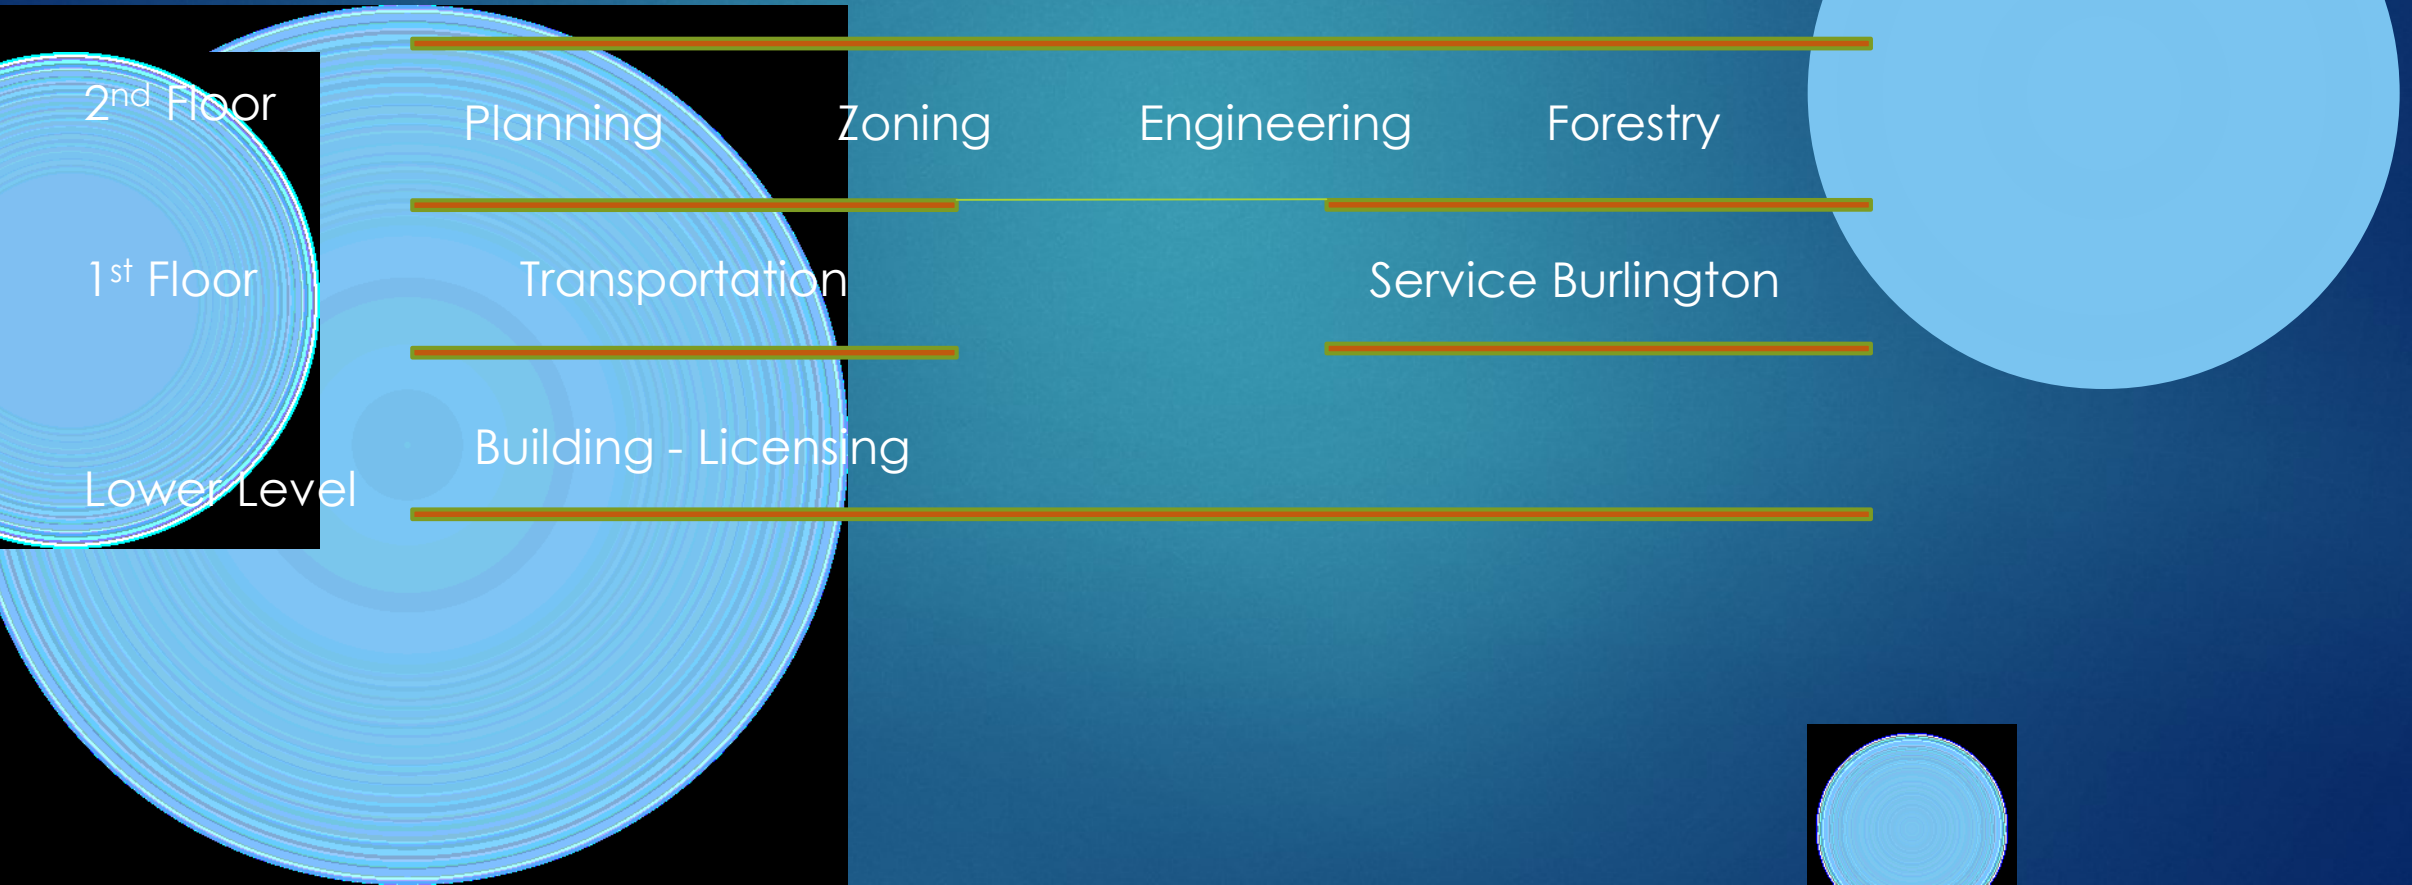 2nd Floor
Planning Zoning Engineering Forestry
1st Floor
Transportation Service Burlington
Building - Licensing
Lower Level